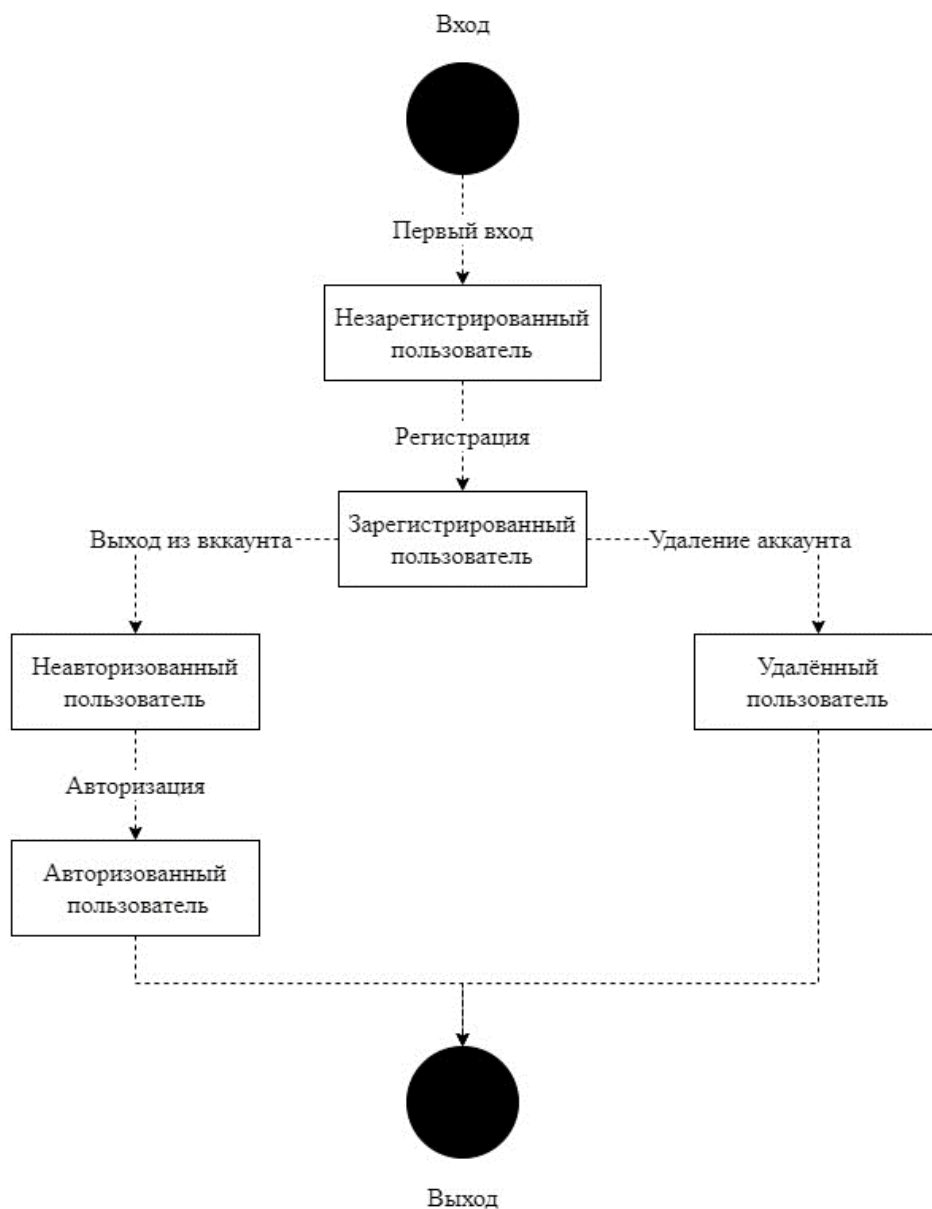 Вход
Первый вход
Незарегистрированный
пользователь
Регистрация
Зарегистрированный
пользователь
Выход из вккаунта
Удаление аккаунта
Неавторизованный
пользователь
Удалённый
пользователь
Авторизация
Авторизованный
пользователь
Выход